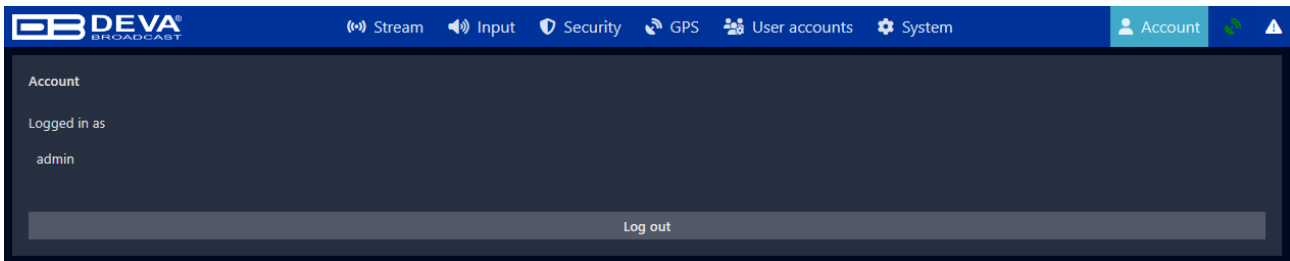 DEVA®
BROADCAST
Stream Input Security GPS User accounts System Account
Account
Logged in as
admin
Log out